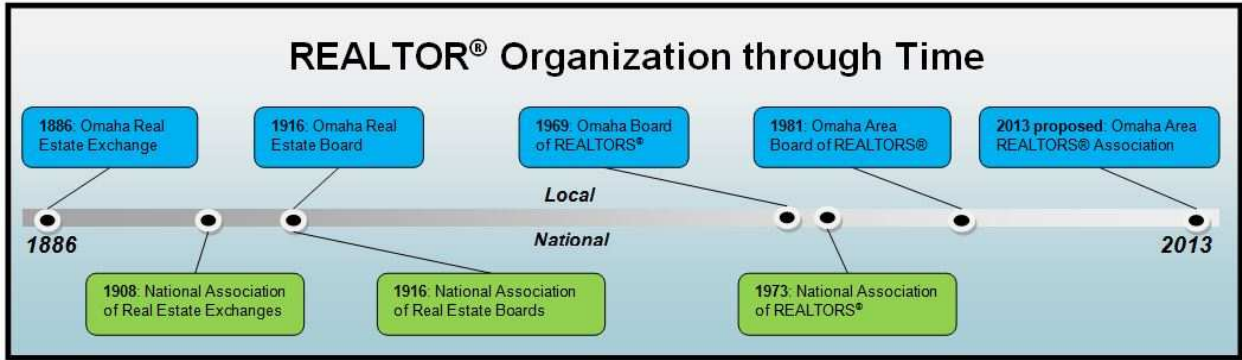 REALTOR® Organization through Time
1886: Omaha Real
Estate Exchange
1916: Omaha Real
Estate Board
1969: Omaha Board
of REALTORS®
1981: Omaha Area
Board of REALTORS®
2013 proposed: Omaha Area
REALTORS® Association
Local
1886
National
2013
1908: National Association
of Real Estate Exchanges
1916: National Association
of Real Estate Boards
1973: National Association
of REALTORS®